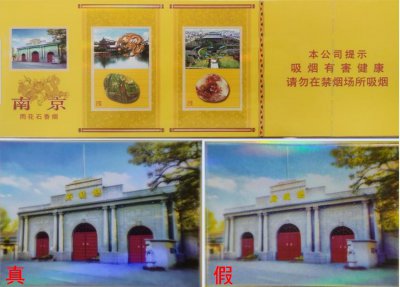 南京
雨花石香烟
本公司提示
吸烟有害健康
请勿在禁烟场所吸烟
真
假